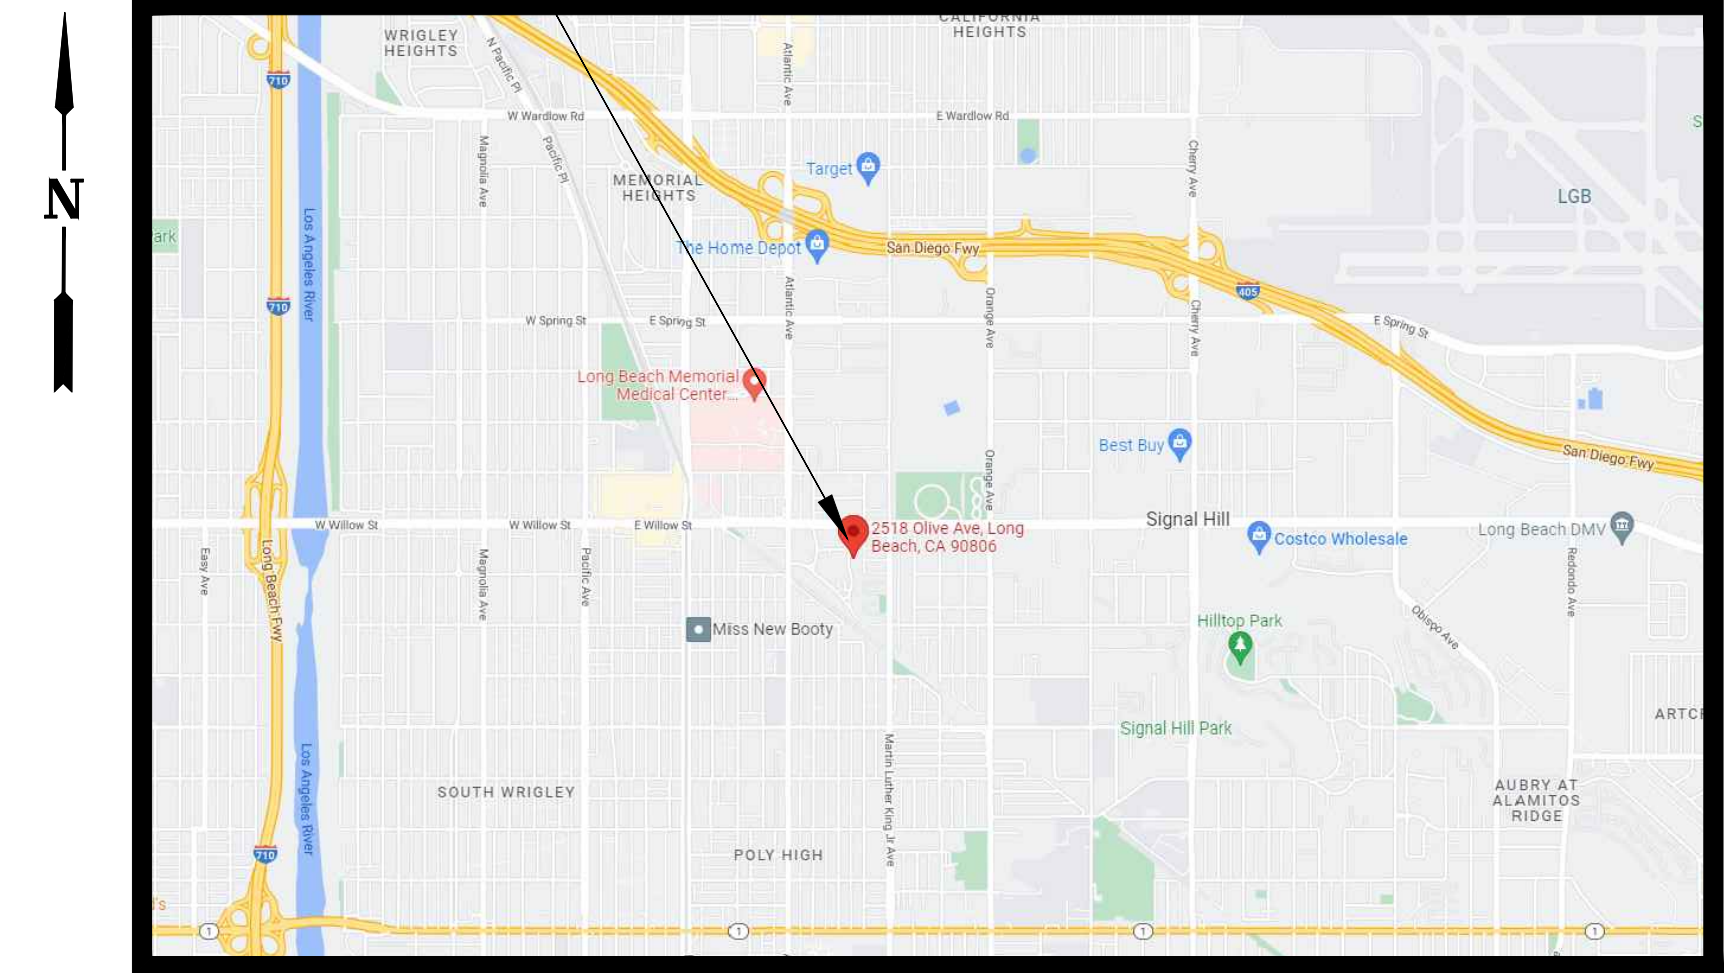 CALIFORNIA
HEIGHTS
WRIGLEY
HEIGHTS
N Pacific Pl
Atlantic Ave
710
W Wardlow Rd
E Wardlow Rd
Magnolia Ave
Pacific Pl
Cherry Ave
Target
MEMORIAL
HEIGHTS
LGB
N
Los Angeles River
ark
The Home Depot
San Diego Fwy
405
710
Atlantic Ave
Orange Ave
Cherry Ave
W Spring St
E Spring St
E Spring St
Long Beach Memorial
Medical Center...
Best Buy
San Diego Fwy
Orange Ave
W Willow St
W Willow St
E Willow St
Signal Hill
2518 Olive Ave, Long
Beach, CA 90806
Costco Wholesale
Long Beach DMV
Easy Ave
Long Beach Fwy
Magnolia Ave
Pacific Ave
Redondo Ave
Obispo Ave
Hilltop Park
Miss New Booty
Signal Hill Park
ARTCR
Los Angeles River
Martin Luther King Jr Ave
SOUTH WRIGLEY
AUBRY AT
ALAMITOS
RIDGE
POLY HIGH
710
's
1
1
1
1